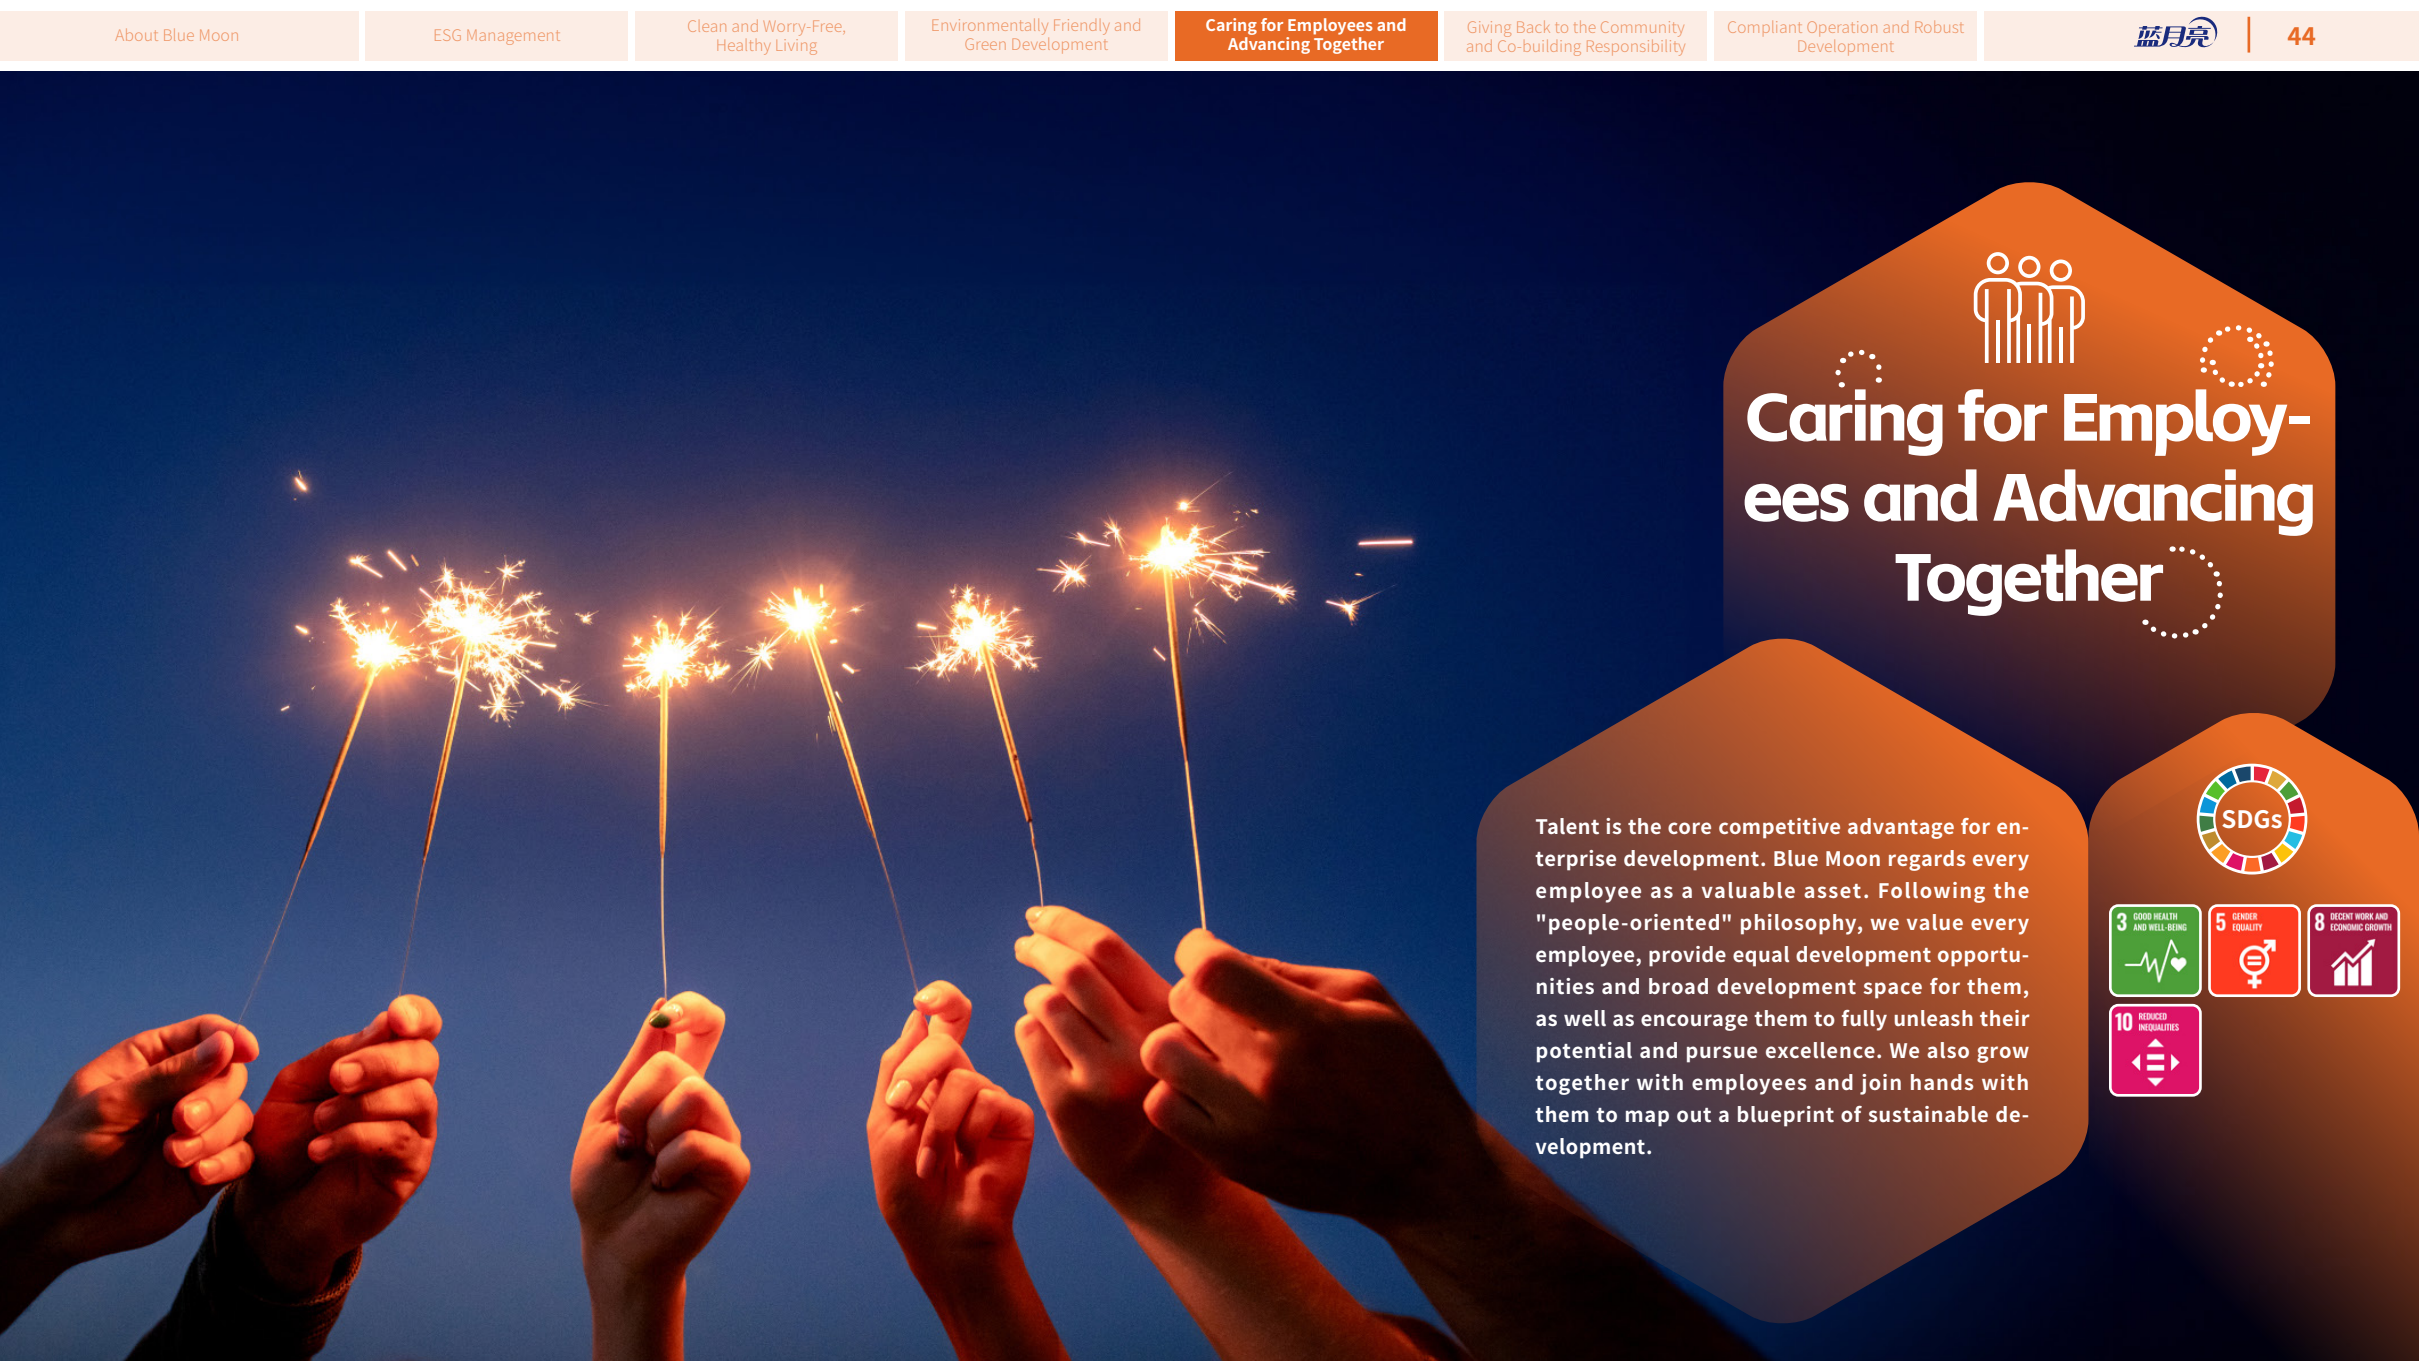 About Blue Moon
ESG Management
Clean and Worry-Free,
Healthy Living
Environmentally Friendly and
Green Development
Caring for Employees and
Advancing Together
Giving Back to the Community
and Co-building Responsibility
Compliant Operation and Robust
Development
蓝月亮
44
Caring for Employ-
ees and Advancing
Together
Talent is the core competitive advantage for en-
terprise development. Blue Moon regards every
employee as a valuable asset. Following the
"people-oriented" philosophy, we value every
employee, provide equal development opportu-
nities and broad development space for them,
as well as encourage them to fully unleash their
potential and pursue excellence. We also grow
together with employees and join hands with
them to map out a blueprint of sustainable de-
velopment.
SDGs
3 GOOD HEALTH
AND WELL-BEING
5 GENDER
EQUALITY
8 DECENT WORK AND
ECONOMIC GROWTH
10 REDUCED
INEQUALITIES